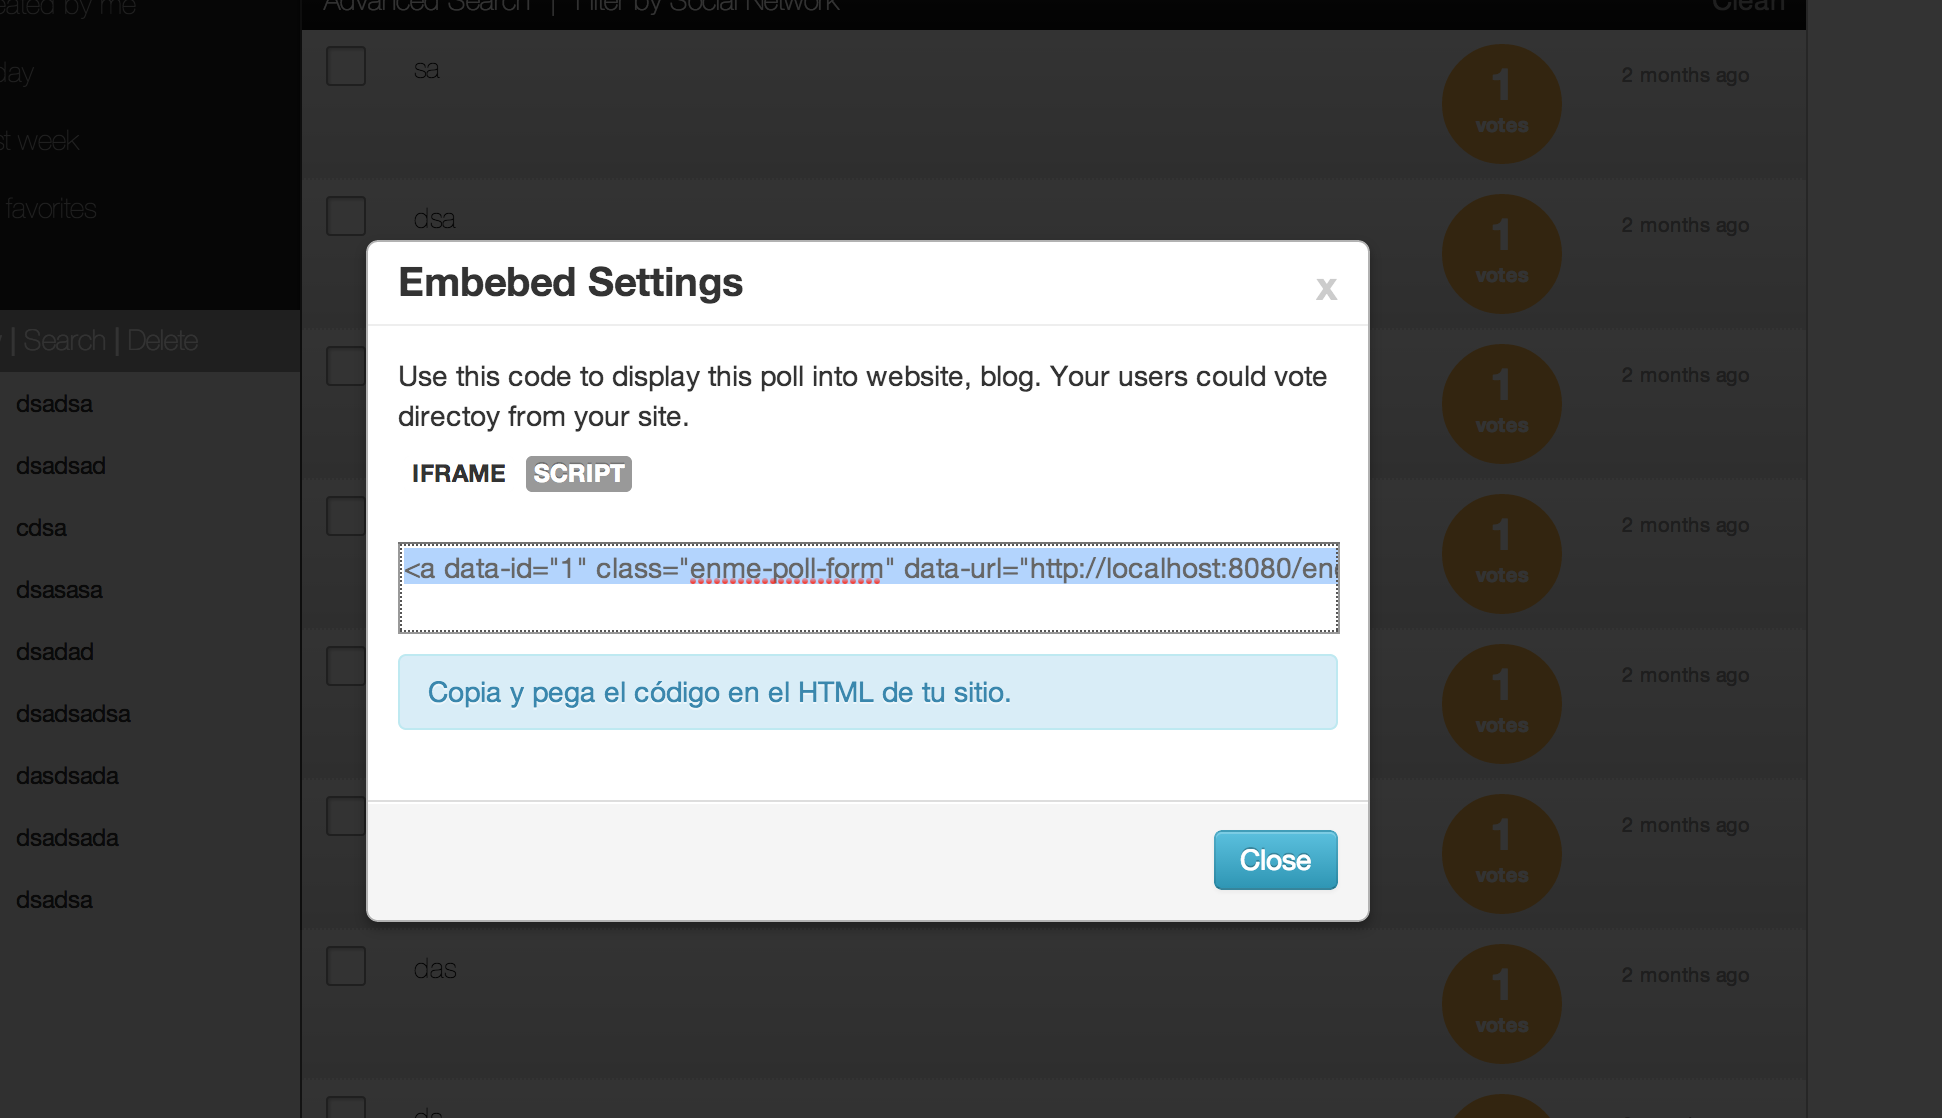 eated by me
day
st week
favorites
| Search | Delete
dsadsa
dsadsad
cdsa
dsasasa
dsadad
dsadsadsa
dasdsada
dsadsada
dsadsa
Advanced Search | Filter by Social Network
Clean
sa
1
votes
2 months ago
dsa
1
votes
2 months ago
1
votes
2 months ago
1
votes
2 months ago
1
votes
2 months ago
1
votes
2 months ago
das
1
votes
2 months ago
ds
Embebed Settings
x
Use this code to display this poll into website, blog. Your users could vote
directoy from your site.
IFRAME SCRIPT
<a data-id="1" class="enme-poll-form" data-url="http://localhost:8080/en
Copia y pega el código en el HTML de tu sitio.
Close